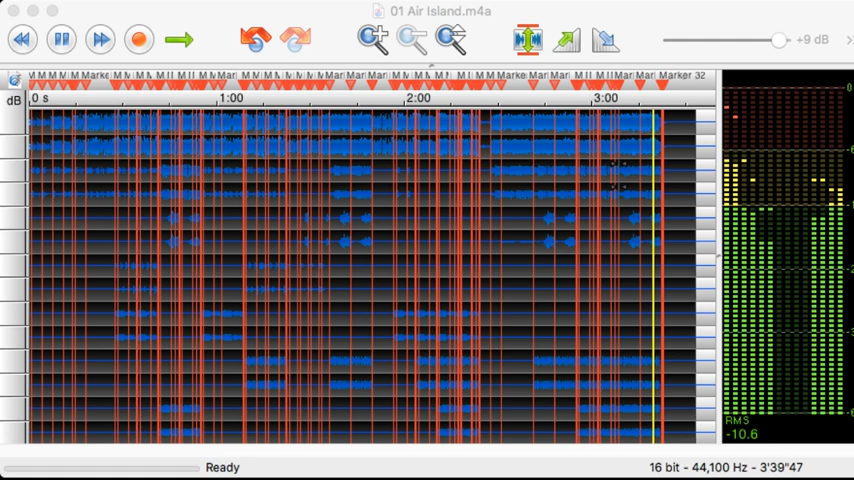 01 Air Island.m4a
+9 dB
Marker 32
dB
0 s 1:00 2:00 3:00
0
RMS
-10.6
Ready
16 bit - 44,100 Hz - 3'39"47